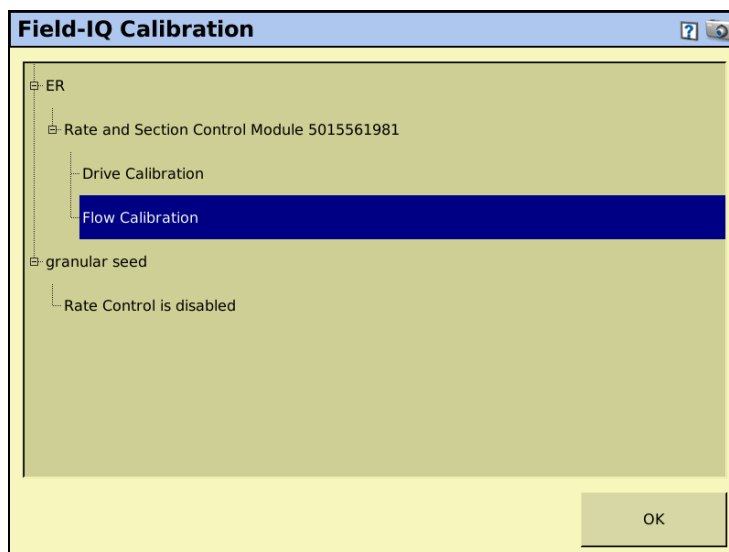 Field-IQ Calibration
?
ER
Rate and Section Control Module 5015561981
Drive Calibration
Flow Calibration
granular seed
Rate Control is disabled
OK